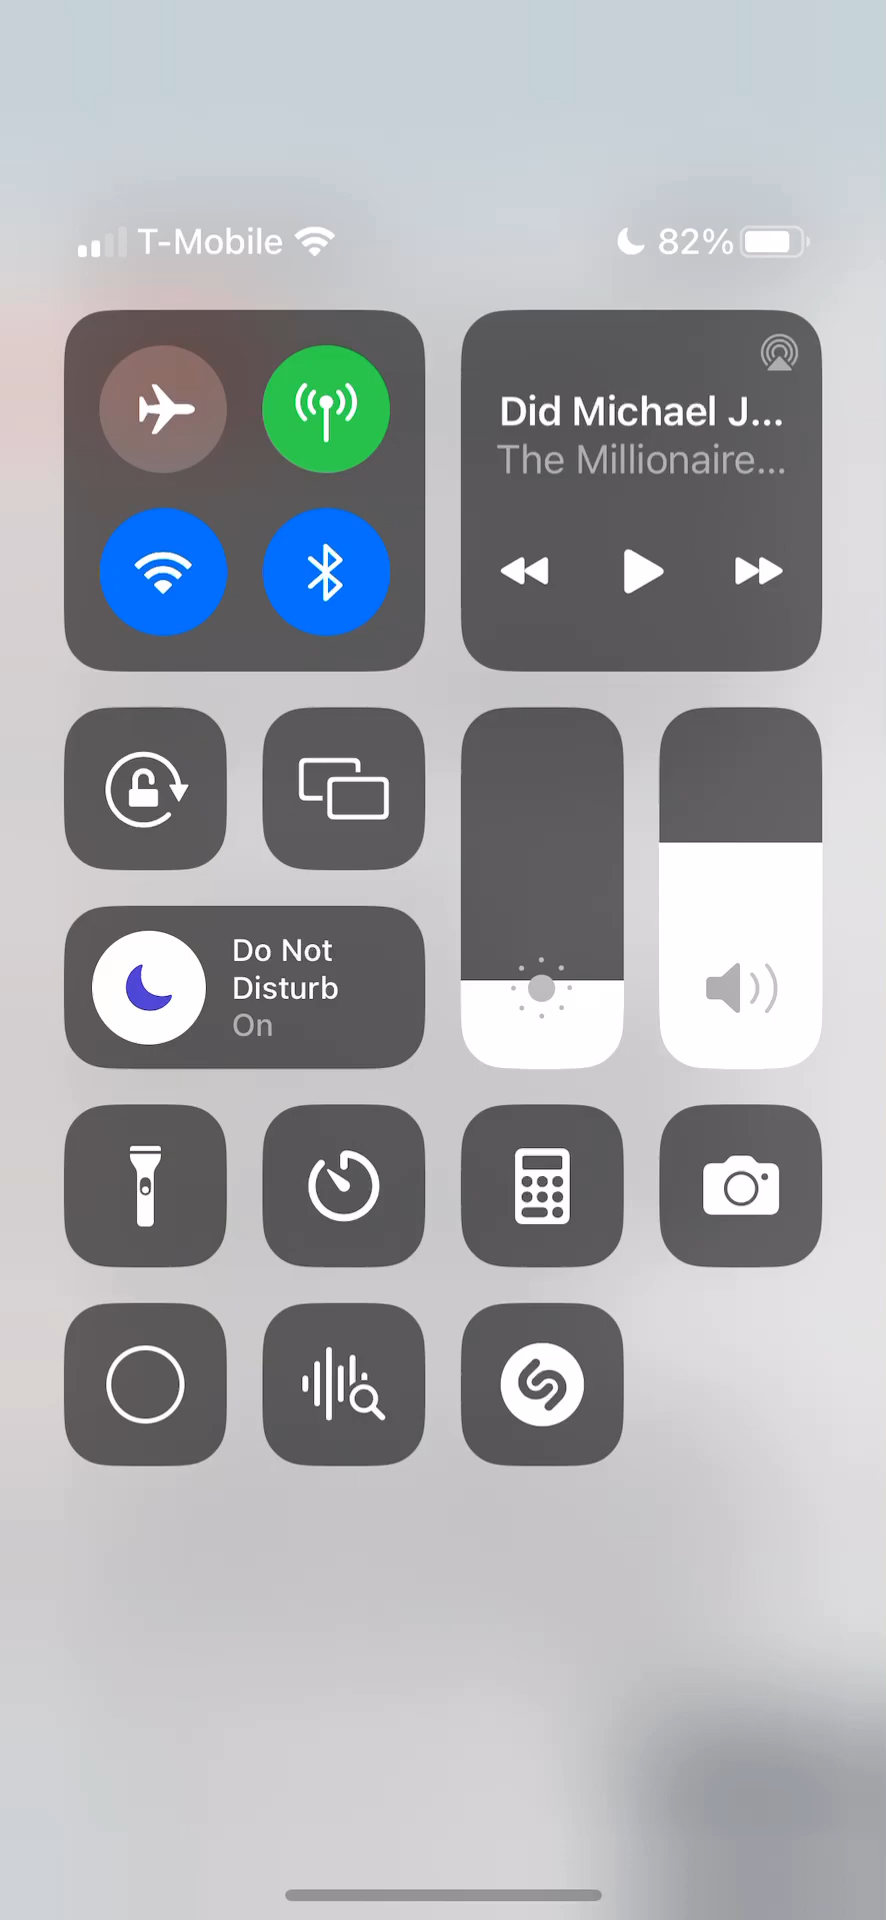 T-Mobile 82%
Did Michael J...
The Millionaire...
Do Not
Disturb
On